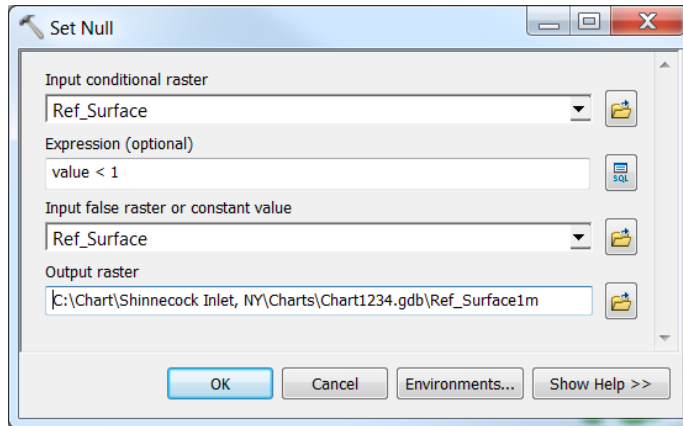 Set Null
Input conditional raster
Ref_Surface
Expression (optional)
value < 1
SQL
Input false raster or constant value
Ref_Surface
Output raster
C:\Chart\Shinnecock Inlet, NY\Charts\Chart1234.gdb\Ref_Surface1m
OK Cancel Environments... Show Help >>